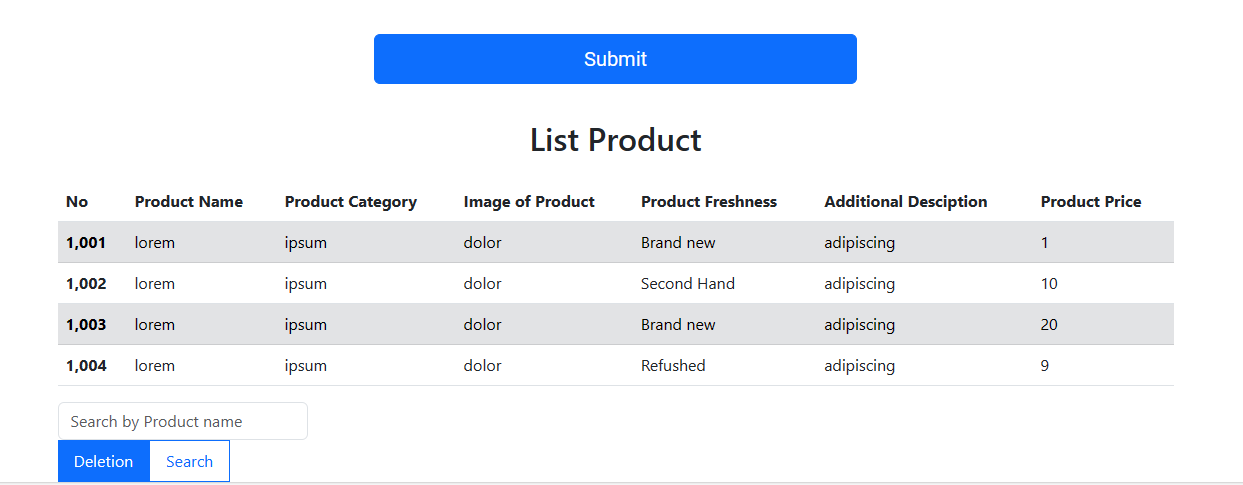 Submit
List Product
No Product Name Product Category Image of Product Product Freshness Additional Desciption Product Price
1,001 lorem ipsum dolor Brand new adipiscing 1
1,002 lorem ipsum dolor Second Hand adipiscing 10
1,003 lorem ipsum dolor Brand new adipiscing 20
1,004 lorem ipsum dolor Refushed adipiscing 9
Search by Product name
Deletion Search